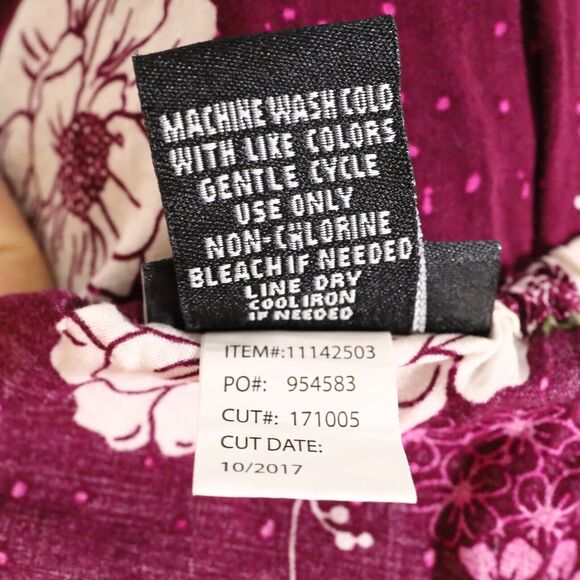 MACHINE WASH COLD
WITH LIKE COLORS
GENTLE CYCLE
USE ONLY
NON-CHLORINE
BLEACH IF NEEDED
LINE DRY
COOL IRON
IF NEEDED
ITEM#:11142503
PO#: 954583
CUT#: 171005
CUT DATE:
10/2017